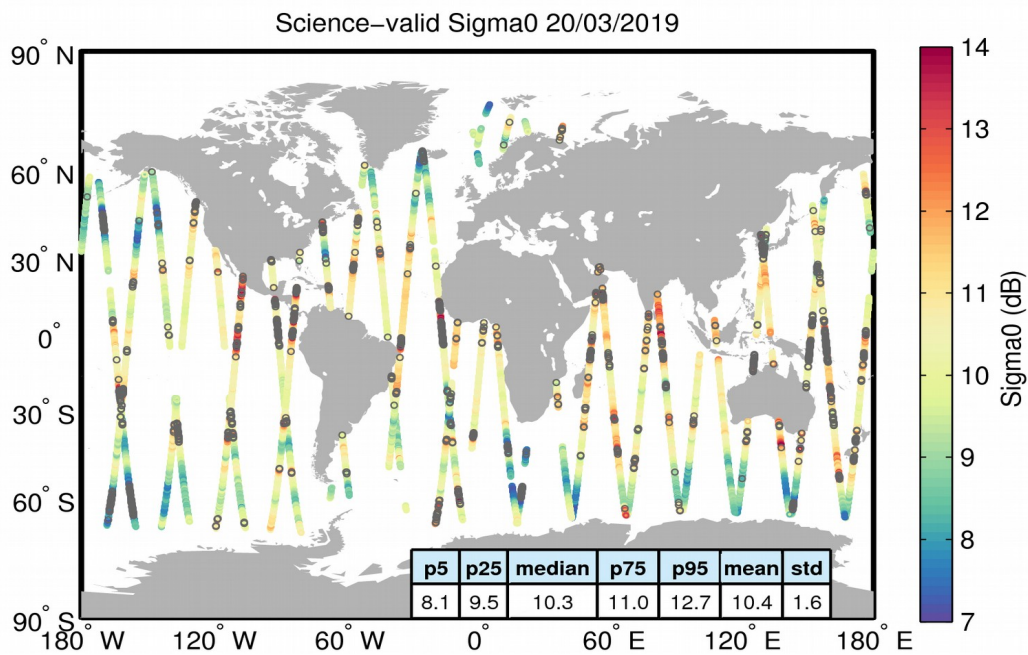 Science−valid Sigma0 20/03/2019
90° N
60° N
30° N
0°
30° S
60° S
90° S
180° W
120° W
60° W
0°
60° E
120° E
180° E
p5 p25 median p75 p95 mean std
8.1 9.5 10.3 11.0 12.7 10.4 1.6
14
13
12
11
10
9
8
7
Sigma0 (dB)